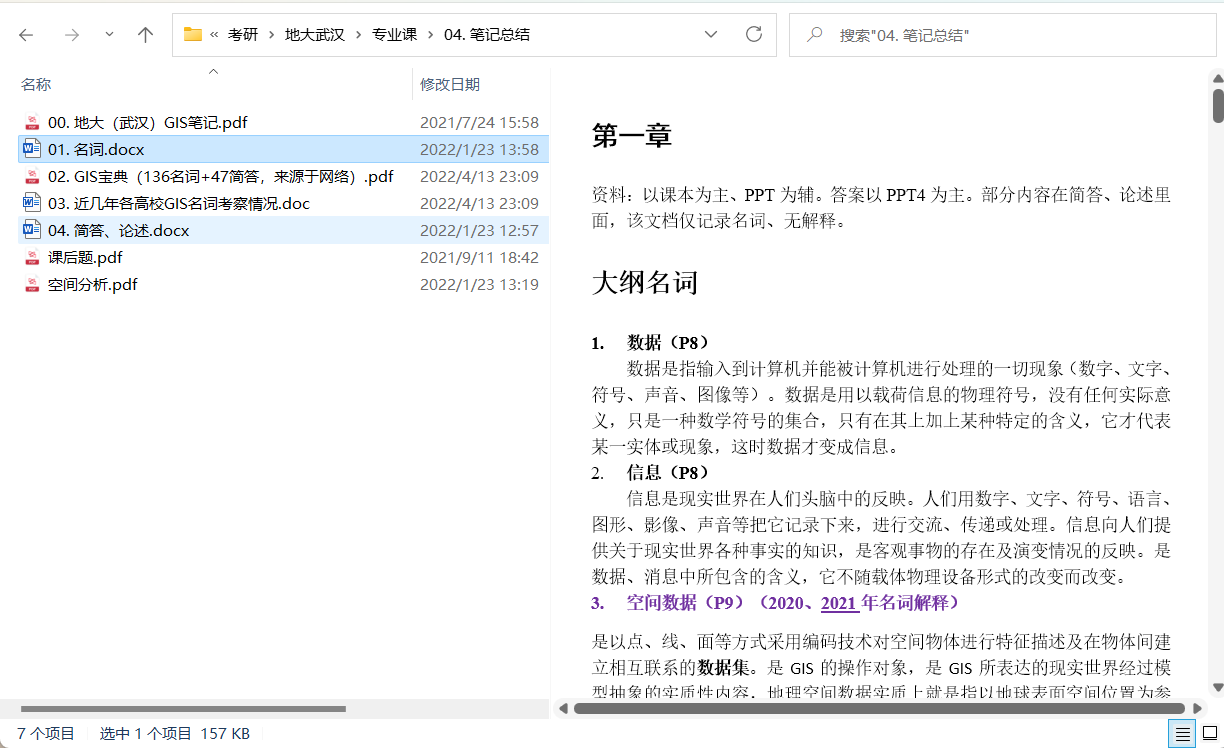 « 考研 › 地大武汉 › 专业课 › 04. 笔记总结
搜索"04. 笔记总结"
名称 修改日期
00. 地大（武汉）GIS笔记.pdf 2021/7/24 15:58
01. 名词.docx 2022/1/23 13:58
02. GIS宝典（136名词+47简答，来源于网络）.pdf 2022/4/13 23:09
03. 近几年各高校GIS名词考察情况.doc 2022/4/13 23:09
04. 简答、论述.docx 2022/1/23 12:57
课后题.pdf 2021/9/11 18:42
空间分析.pdf 2022/1/23 13:19
第一章
资料：以课本为主、PPT 为辅。答案以 PPT4 为主。部分内容在简答、论述里
面，该文档仅记录名词、无解释。
大纲名词
1. 数据（P8）
数据是指输入到计算机并能被计算机进行处理的一切现象（数字、文字、
符号、声音、图像等）。数据是用以载荷信息的物理符号，没有任何实际意
义，只是一种数学符号的集合，只有在其上加上某种特定的含义，它才代表
某一实体或现象，这时数据才变成信息。
2. 信息（P8）
信息是现实世界在人们头脑中的反映。人们用数字、文字、符号、语言、
图形、影像、声音等把它记录下来，进行交流、传递或处理。信息向人们提
供关于现实世界各种事实的知识，是客观事物的存在及演变情况的反映。是
数据、消息中所包含的含义，它不随载体物理设备形式的改变而改变。
3. 空间数据（P9）（2020、2021 年名词解释）
是以点、线、面等方式采用编码技术对空间物体进行特征描述及在物体间建
立相互联系的数据集。是 GIS 的操作对象，是 GIS 所表达的现实世界经过模
型抽象的实质性内容。地理空间数据实质上就是指以地球表面空间位置为参
7 个项目 选中 1 个项目 157 KB